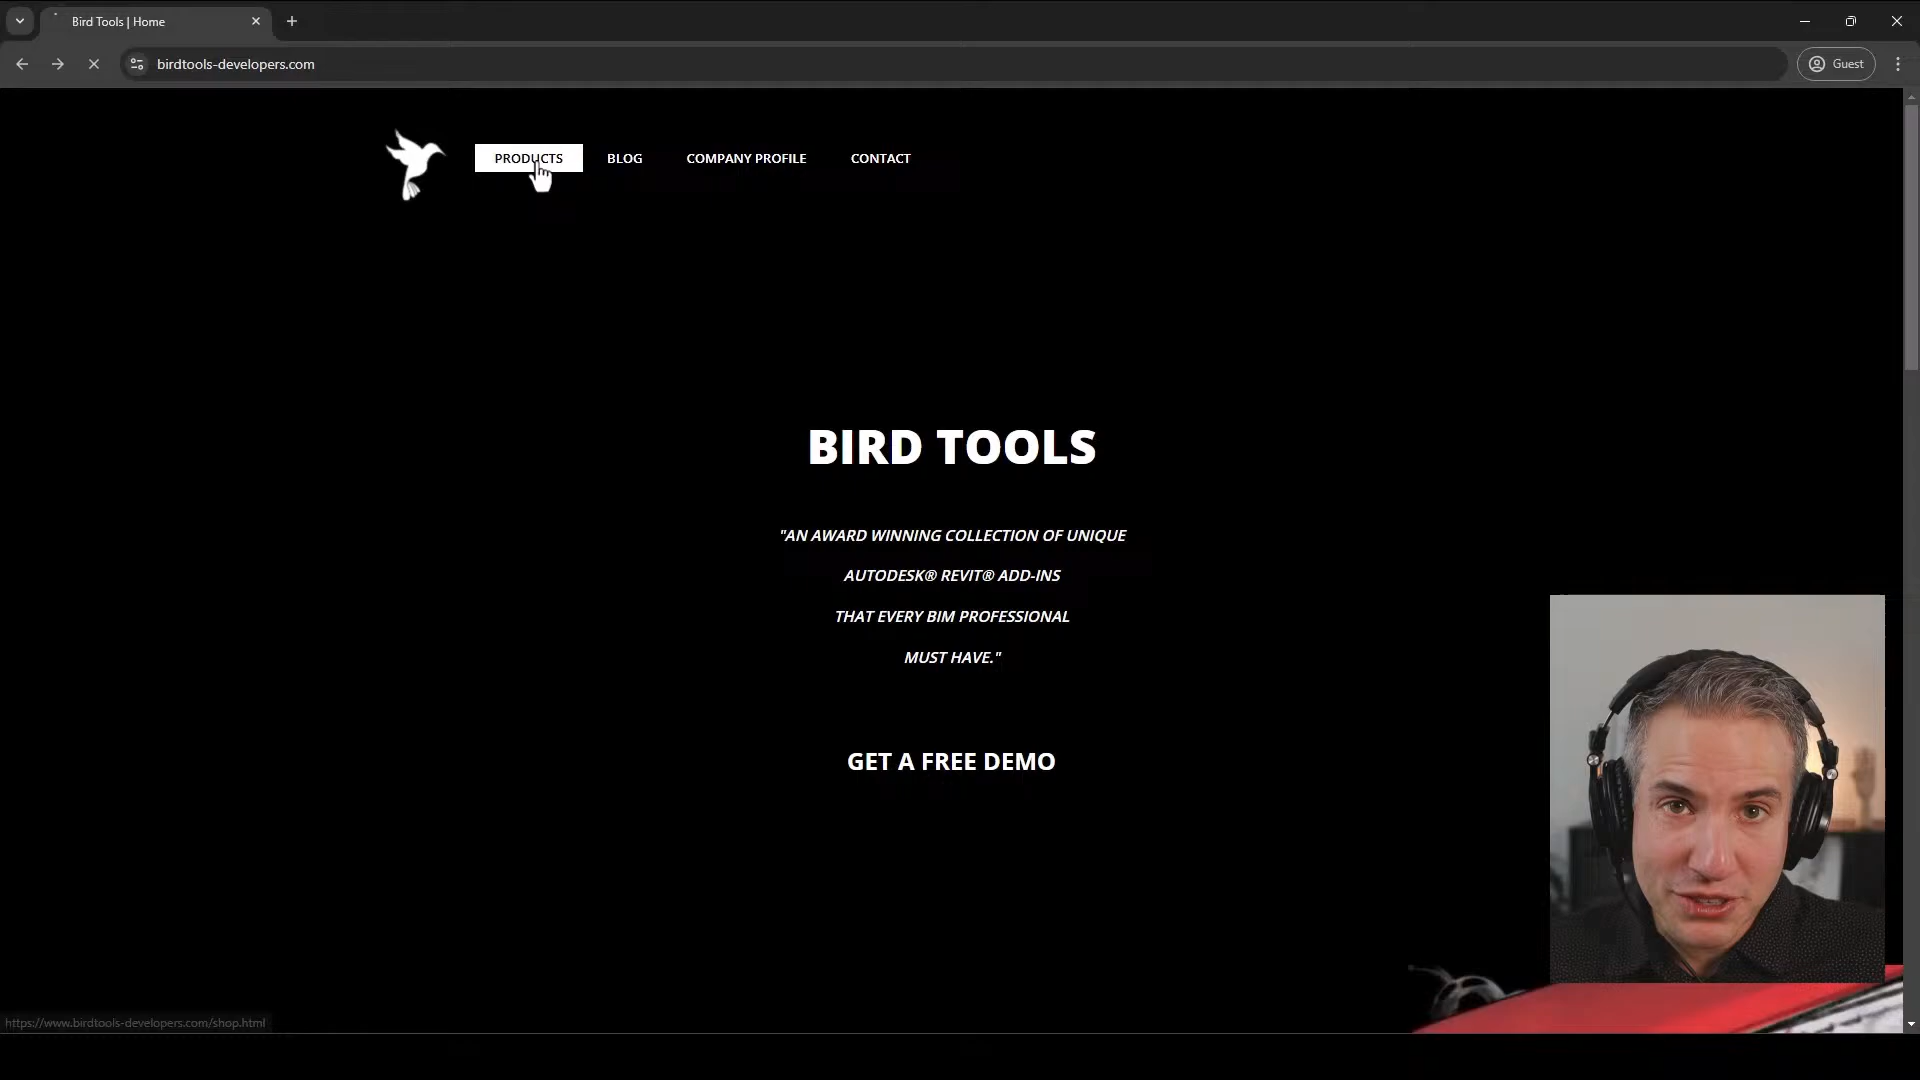 Bird Tools | Home
birdtools-developers.com
Guest
PRODUCTS
BLOG
COMPANY PROFILE
CONTACT
BIRD TOOLS
"AN AWARD WINNING COLLECTION OF UNIQUE
AUTODESK® REVIT® ADD-INS
THAT EVERY BIM PROFESSIONAL
MUST HAVE."
GET A FREE DEMO
https://www.birdtools-developers.com/shop.html